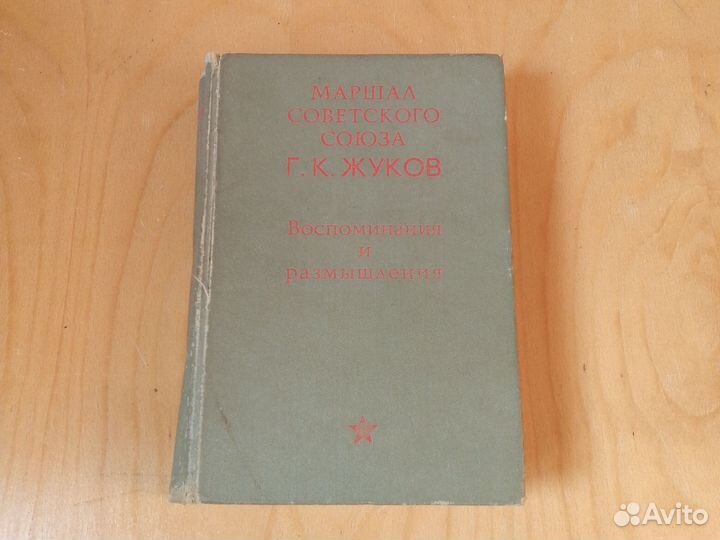 МАРШАЛ
СОВЕТСКОГО
СОЮЗА
Г. К. ЖУКОВ
Воспоминания
и
размышления
Avito